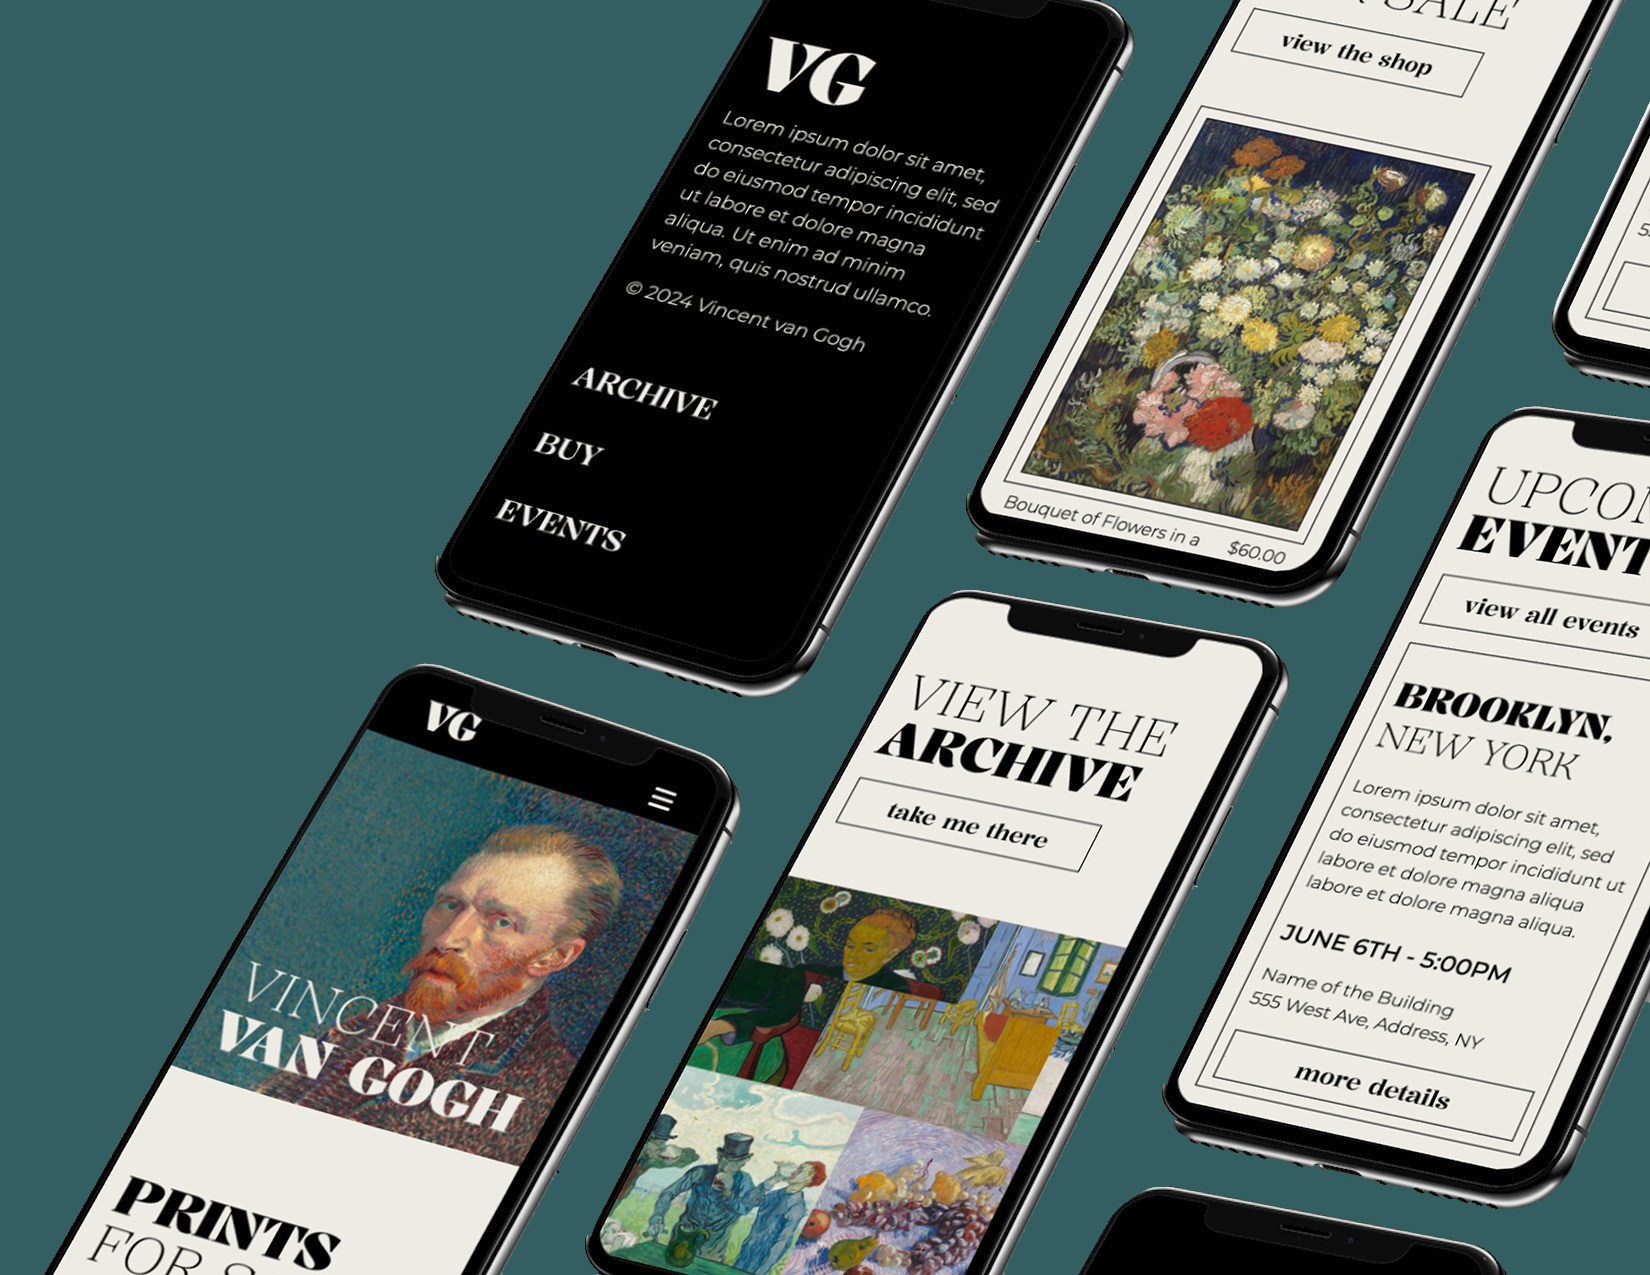 VG
Lorem ipsum dolor sit amet,
consectetur adipiscing elit, sed
do eiusmod tempor incididunt
ut labore et dolore magna
aliqua. Ut enim ad minim
veniam, quis nostrud ullamco.
© 2024 Vincent van Gogh
ARCHIVE
BUY
EVENTS
SALE
view the shop
Bouquet of Flowers in a $60.00
VG
VINCENT
VAN GOGH
PRINTS
FOR
VIEW THE
ARCHIVE
take me there
UPCOM
EVENT
view all events
BROOKLYN,
NEW YORK
Lorem ipsum dolor sit amet,
consectetur adipiscing elit, sed
do eiusmod tempor incididunt ut
labore et dolore magna aliqua
labore et dolore magna aliqua.
JUNE 6TH - 5:00PM
Name of the Building
555 West Ave, Address, NY
more details